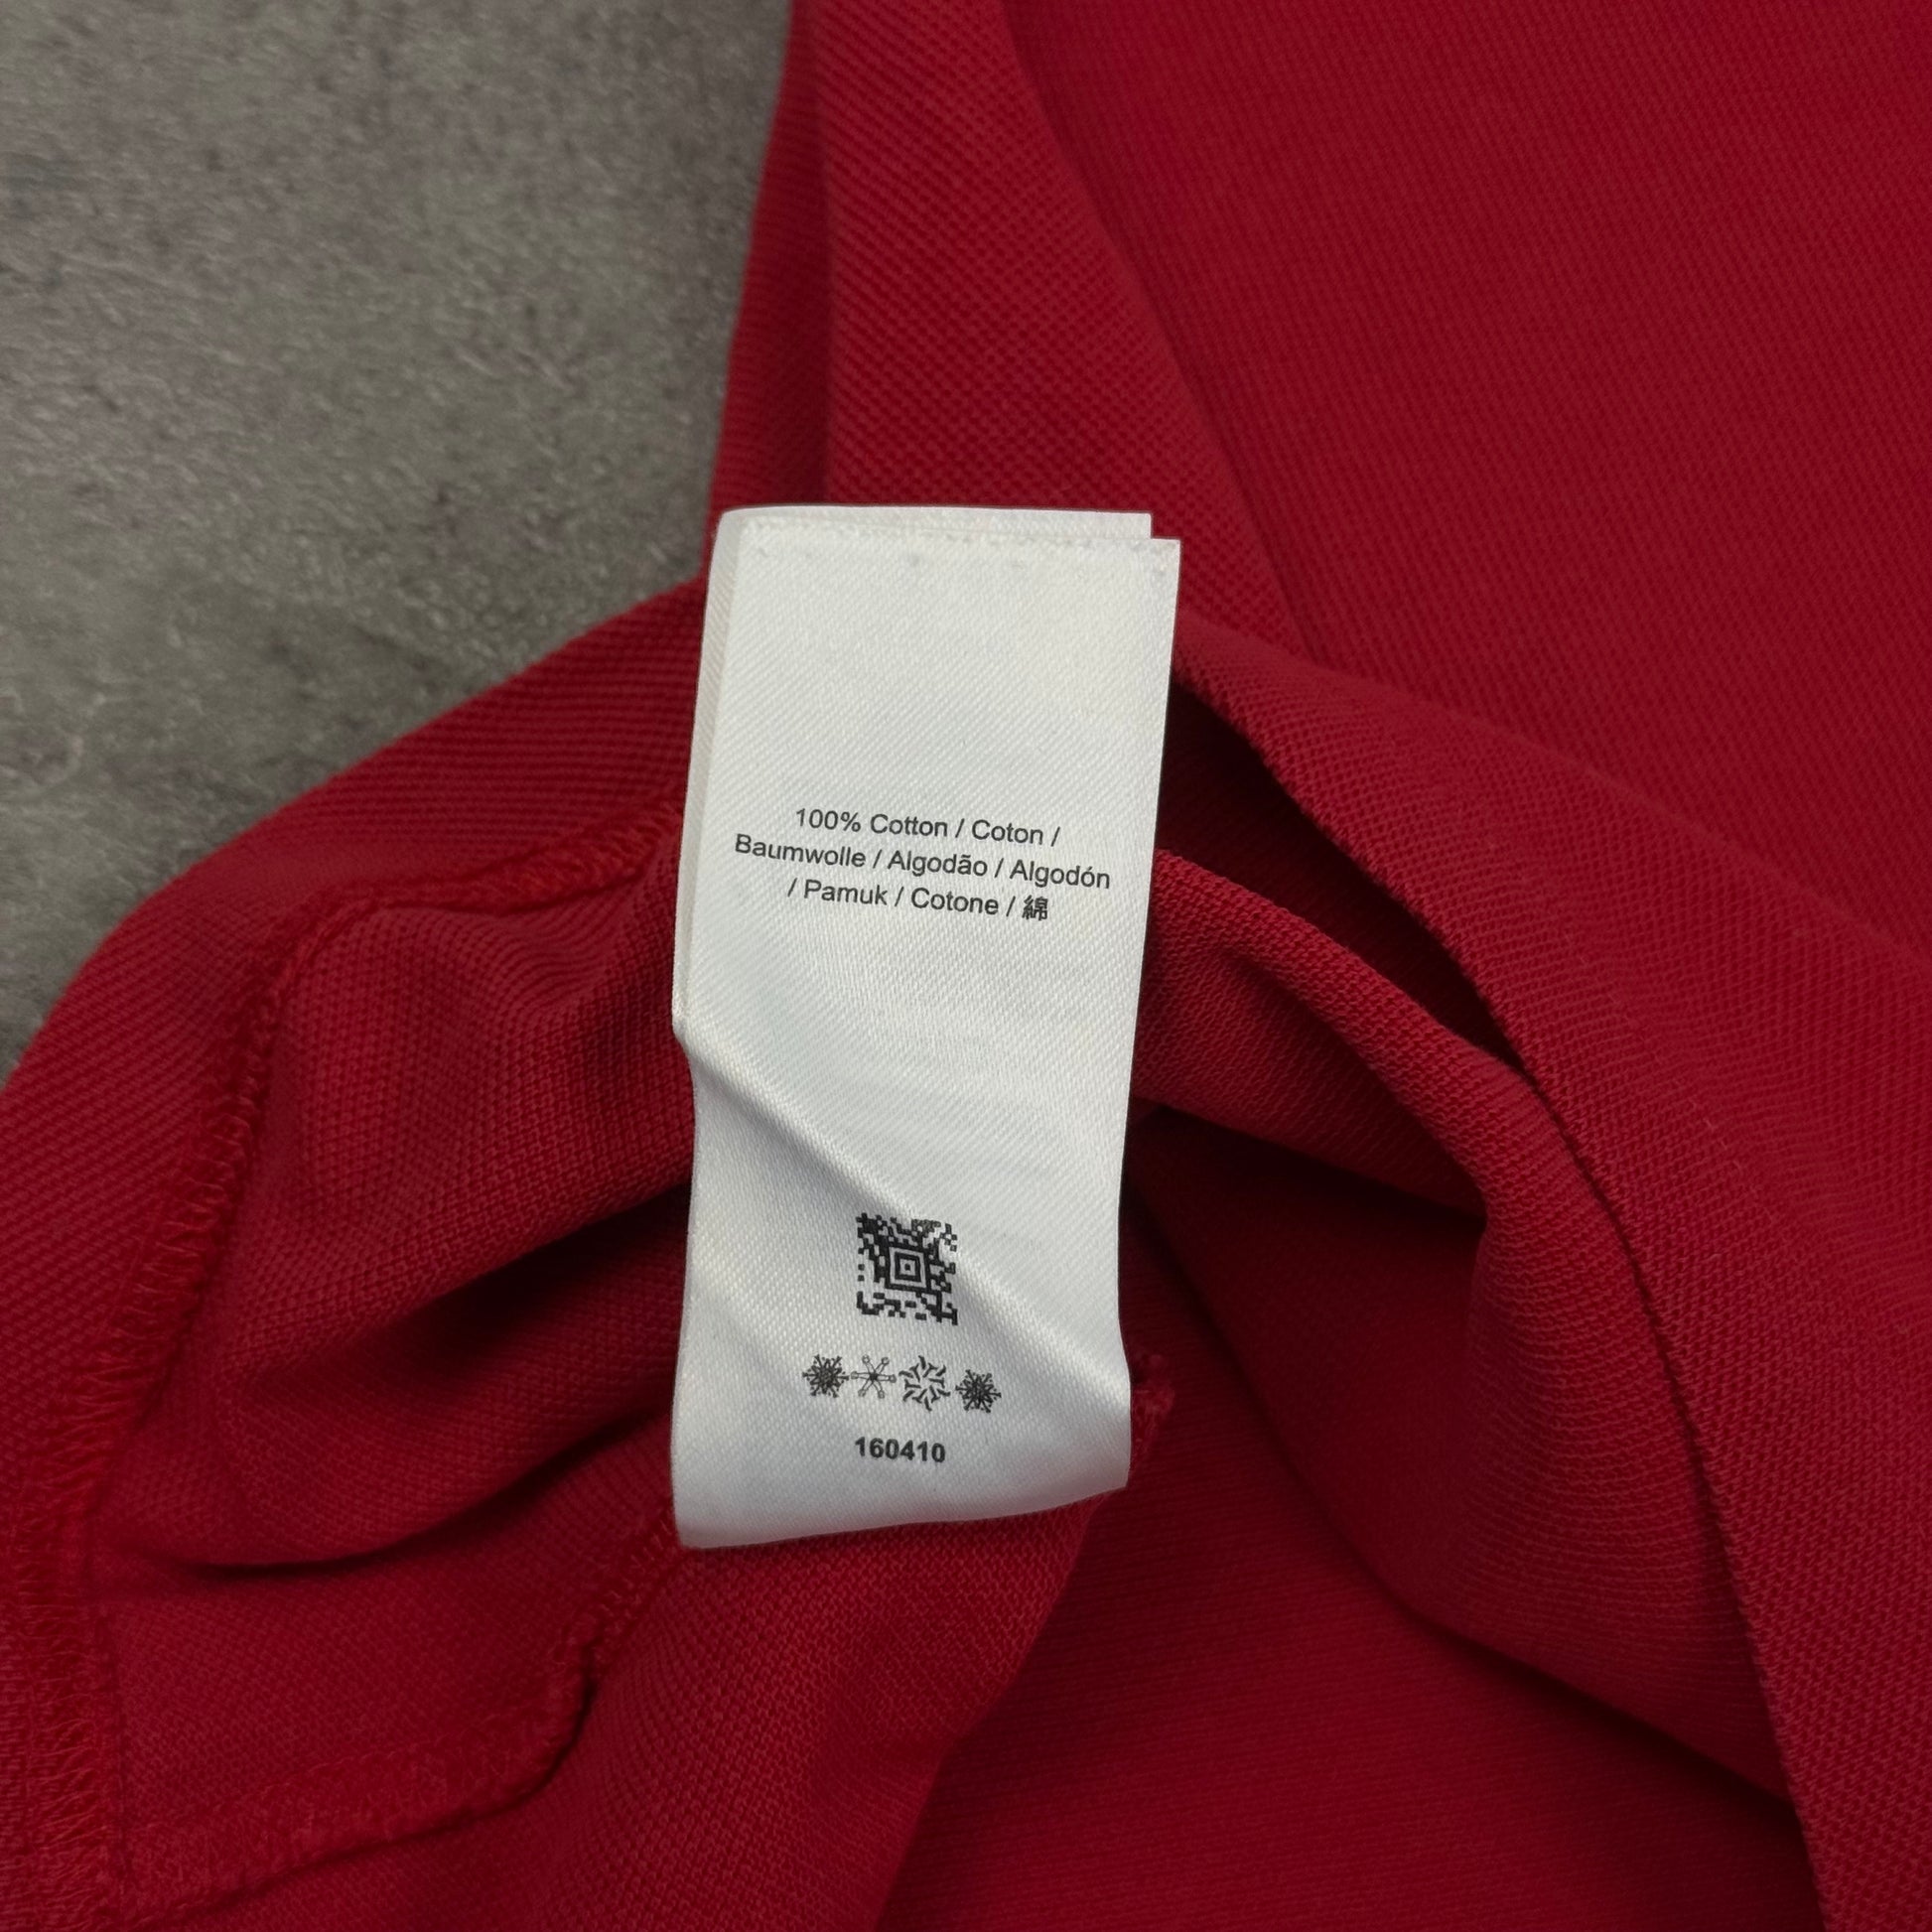 100% Cotton / Coton /
Baumwolle / Algodão / Algodón
/ Pamuk / Cotone / 綿
160410